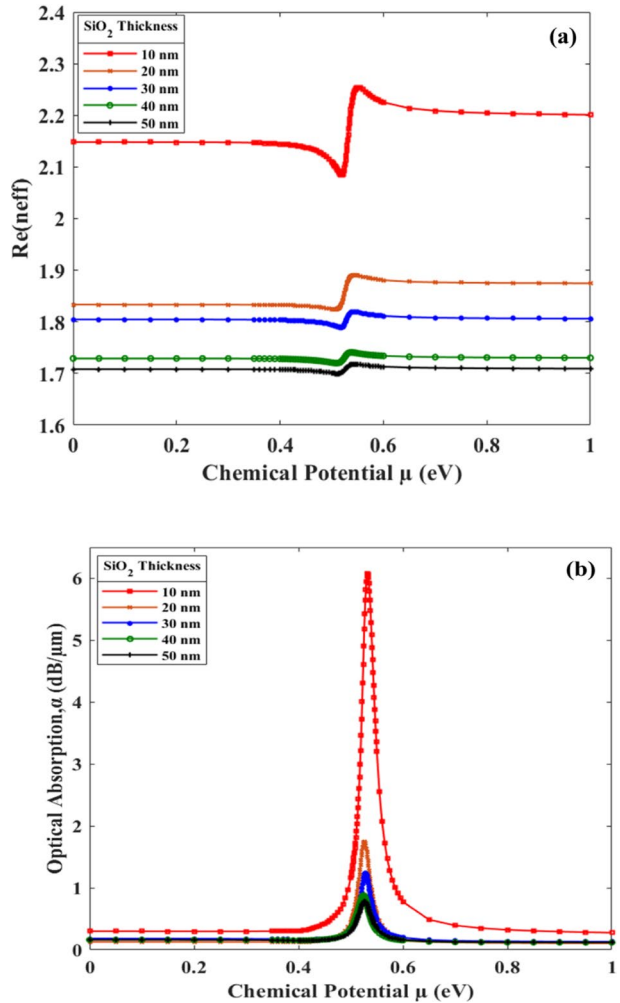 (a)
SiO2 Thickness
10 nm
20 nm
30 nm
40 nm
50 nm
2.4
2.3
2.2
2.1
2
1.9
1.8
1.7
1.6
Re(neff)
0 0.2 0.4 0.6 0.8 1
Chemical Potential μ (eV)
(b)
SiO2 Thickness
10 nm
20 nm
30 nm
40 nm
50 nm
6
5
4
3
2
1
0
Optical Absorption,α (dB/μm)
0 0.2 0.4 0.6 0.8 1
Chemical Potential μ (eV)